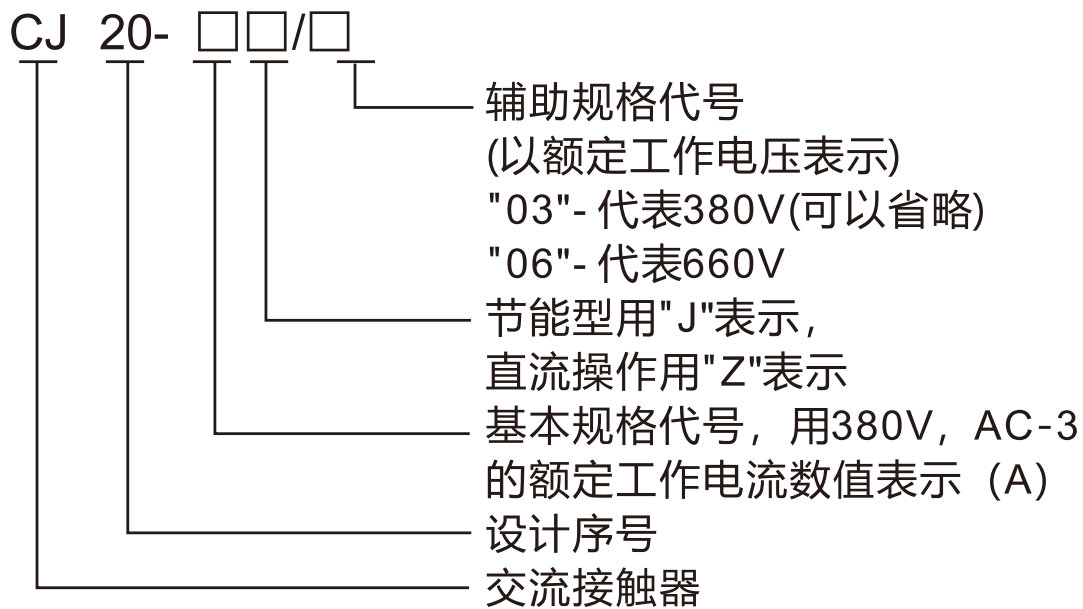 CJ 20- □□/□
辅助规格代号
(以额定工作电压表示)
"03"- 代表380V(可以省略)
"06"- 代表660V
节能型用"J"表示，
直流操作用"Z"表示
基本规格代号，用380V，AC-3
的额定工作电流数值表示（A）
设计序号
交流接触器